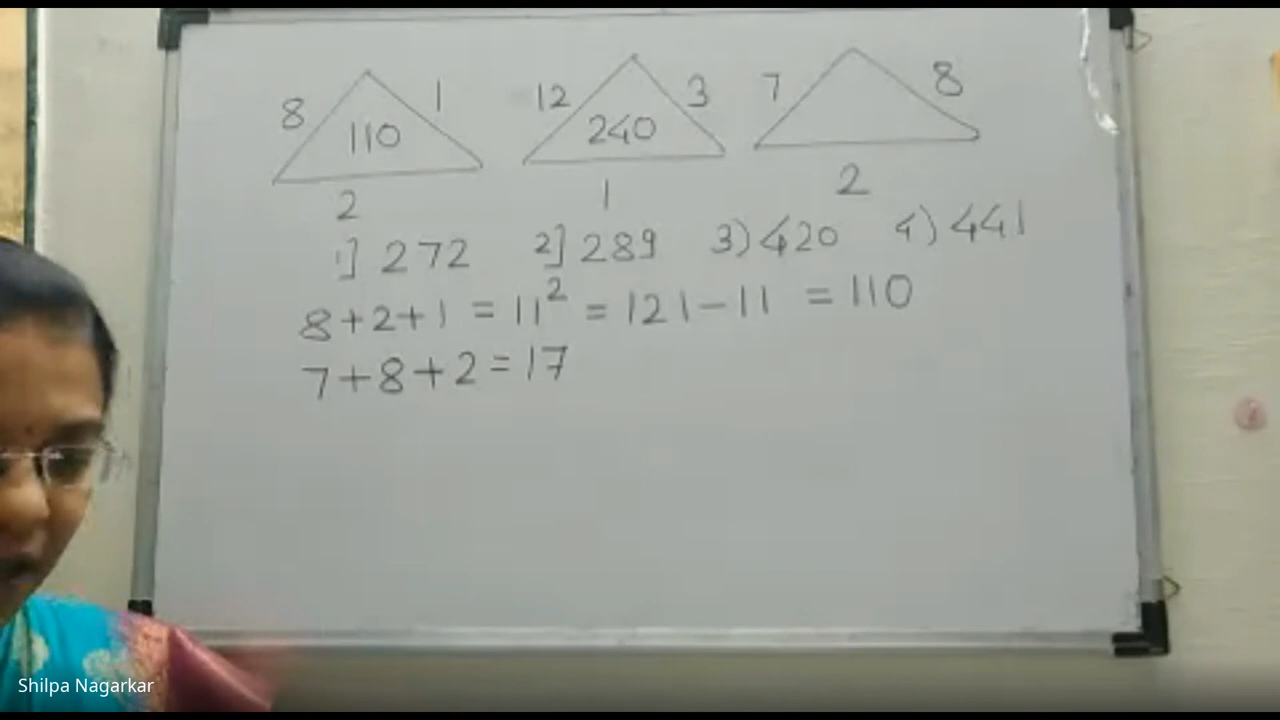 8 1 12 3 7 8
110 240
2 1 2
1] 272 2] 289 3) 420 4) 441
8+2+1 = 11² = 121-11 = 110
7+8+2=17
Shilpa Nagarkar